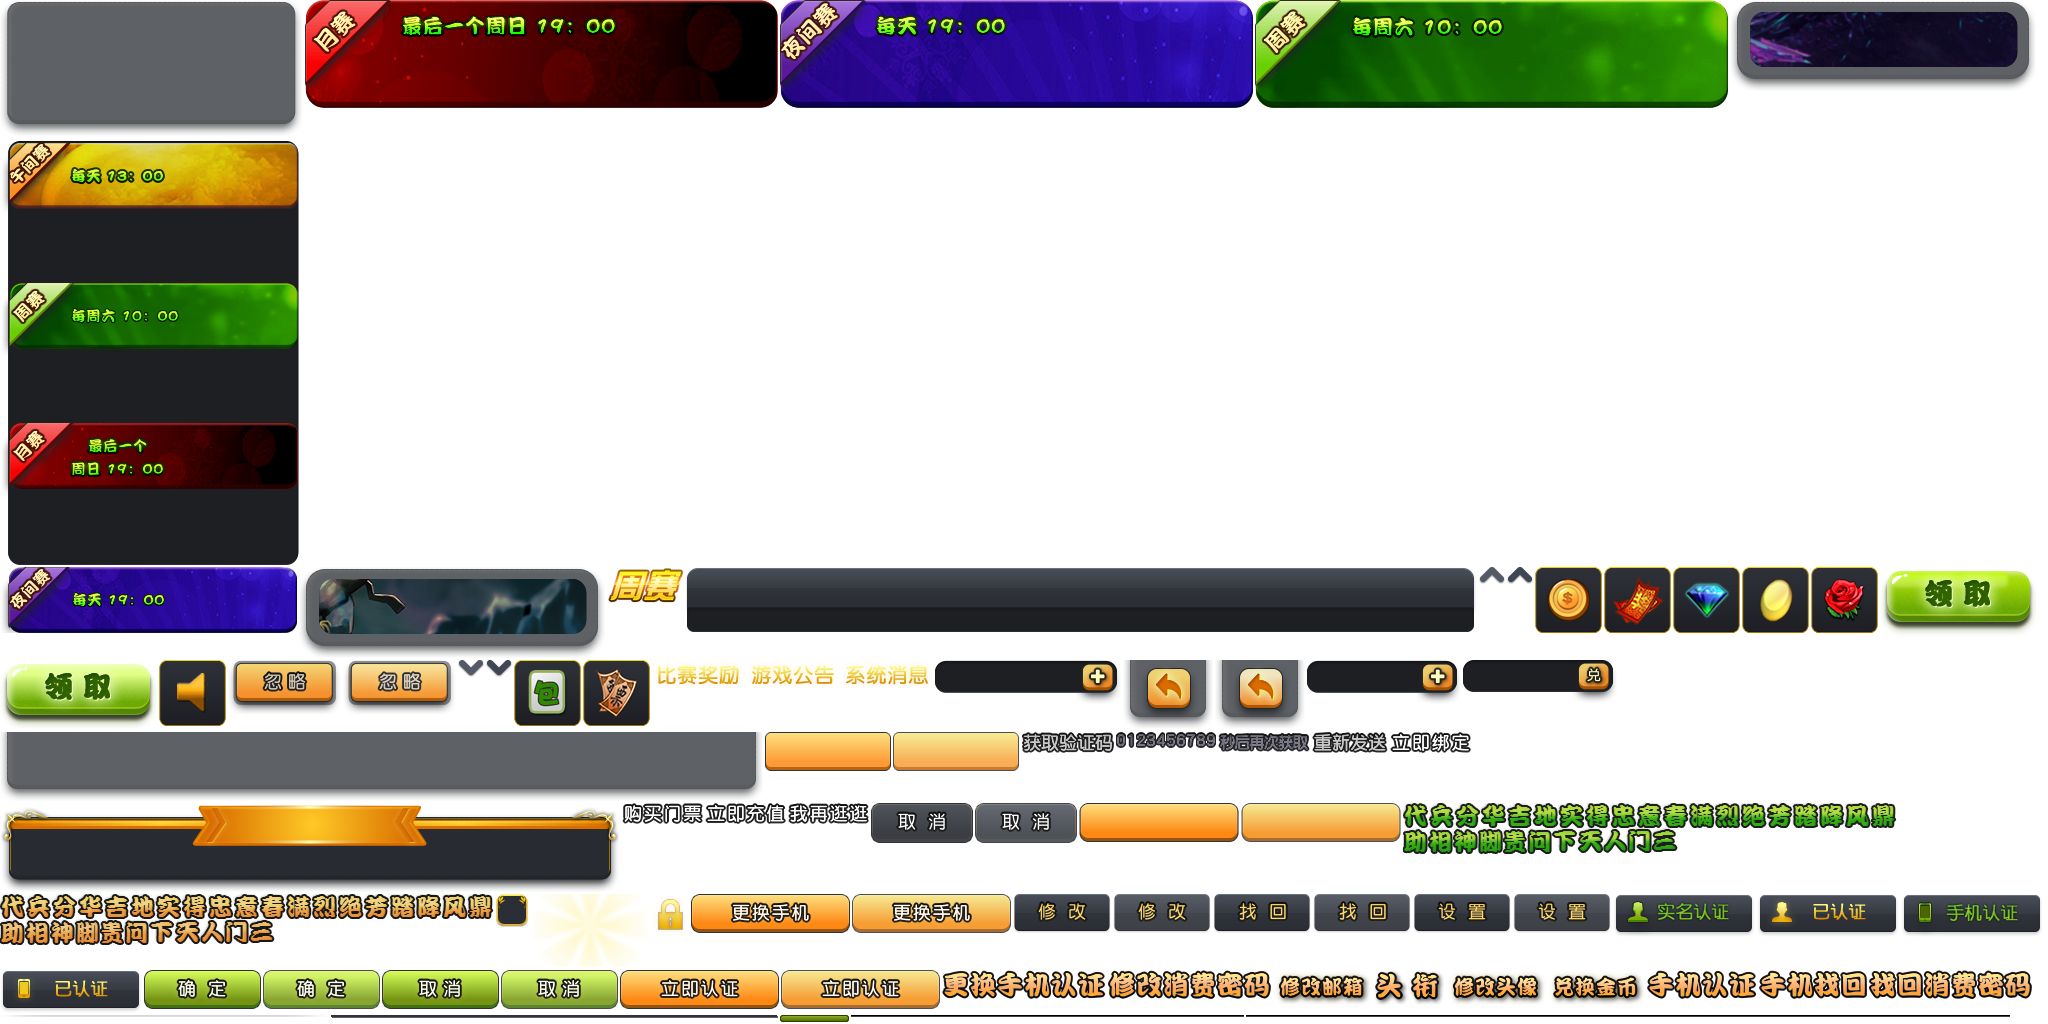 月赛
最后一个周日 19：00
夜间赛
每天 19：00
周赛
每周六 10：00
午间赛
每天 13：00
周赛
每周六 10：00
月赛
最后一个
周日 19：00
夜间赛
每天 19：00
周赛
领取
领取
忽略
忽略
包
比赛奖励
游戏公告
系统消息
兑
获取验证码
0123456789
秒后再次获取
重新发送
立即绑定
购买门票
立即充值
我再逛逛
取 消
取 消
代兵分华吉地实得忠意春满烈绝芳踏降风鼎
助相神脚贵问下天人门三
代兵分华吉地实得忠意春满烈绝芳踏降风鼎
助相神脚贵问下天人门三
更换手机
更换手机
修 改
修 改
找 回
找 回
设 置
设 置
实名认证
已认证
手机认证
已认证
确 定
确 定
取 消
取 消
立即认证
立即认证
更换手机认证
修改消费密码
修改邮箱
头 衔
修改头像
兑换金币
手机认证
手机找回
找回消费密码